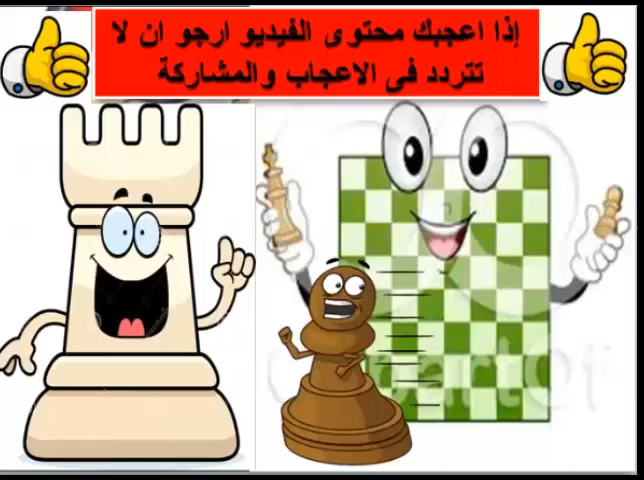 إذا اعجبك محتوى الفيديو ارجو ان لا
تتردد فى الاعجاب والمشاركة